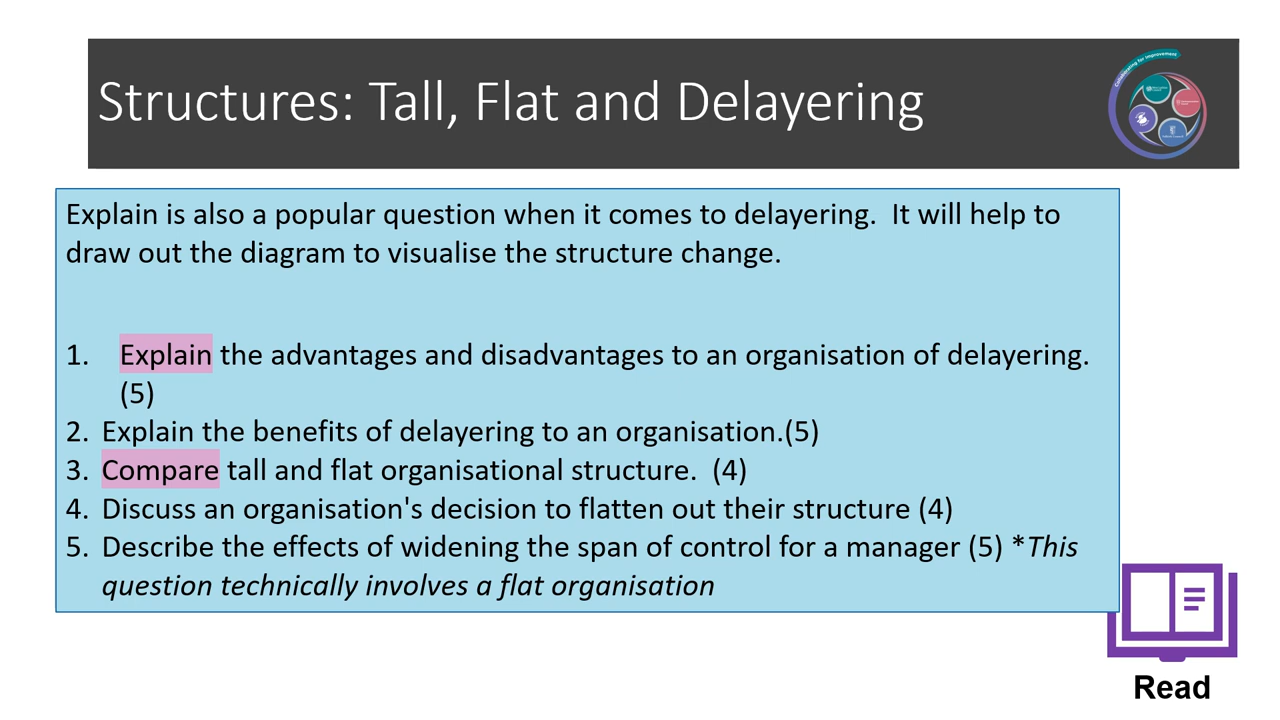 Structures: Tall, Flat and Delayering
Collaborating for Improvement
Explain is also a popular question when it comes to delayering.  It will help to
draw out the diagram to visualise the structure change.
1. Explain the advantages and disadvantages to an organisation of delayering.
(5)
2. Explain the benefits of delayering to an organisation.(5)
3. Compare tall and flat organisational structure.  (4)
4. Discuss an organisation's decision to flatten out their structure (4)
5. Describe the effects of widening the span of control for a manager (5) *This
question technically involves a flat organisation
Read